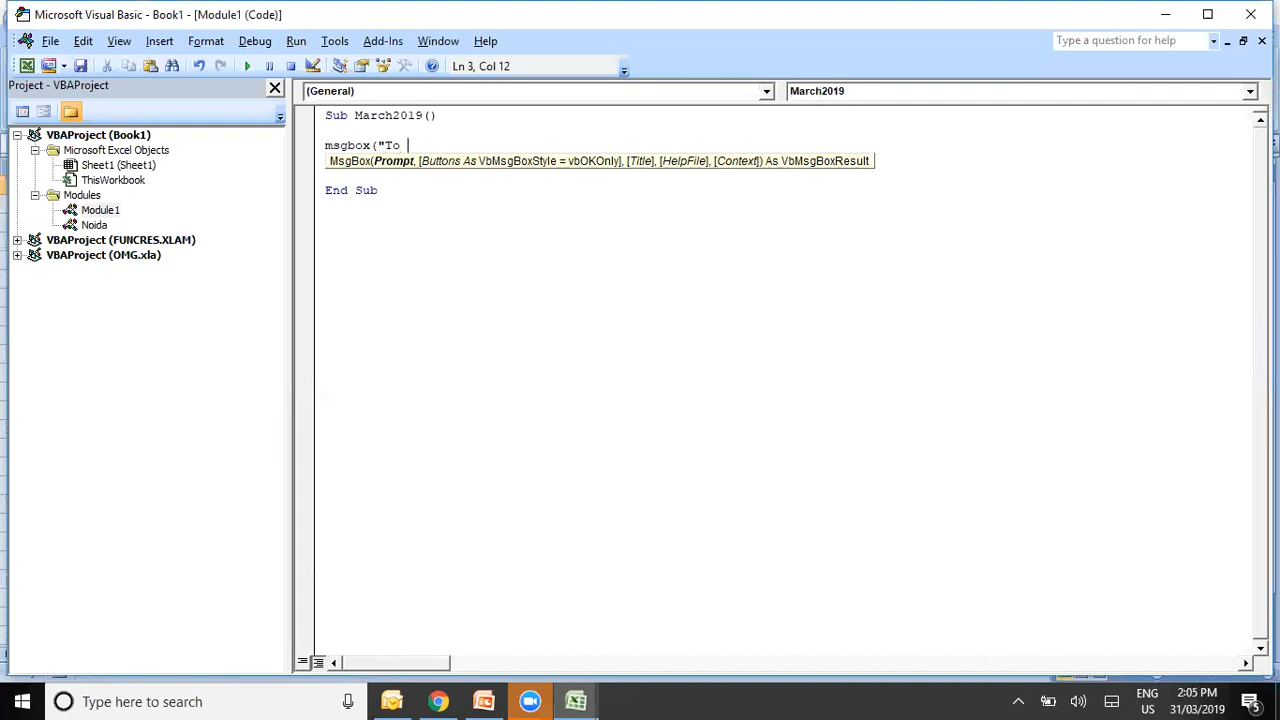 Microsoft Visual Basic - Book1 - [Module1 (Code)]
File Edit View Insert Format Debug Run Tools Add-Ins Window Help
Type a question for help
Ln 3, Col 12
Project - VBAProject
(General)
March2019
VBAProject (Book1)
Microsoft Excel Objects
Sheet1 (Sheet1)
ThisWorkbook
Modules
Module1
Noida
VBAProject (FUNCRES.XLAM)
VBAProject (OMG.xla)
Sub March2019()
msgbox("To
MsgBox(Prompt, [Buttons As VbMsgBoxStyle = vbOKOnly], [Title], [HelpFile], [Context]) As VbMsgBoxResult
End Sub
Type here to search
ENG
US
2:05 PM
31/03/2019
5